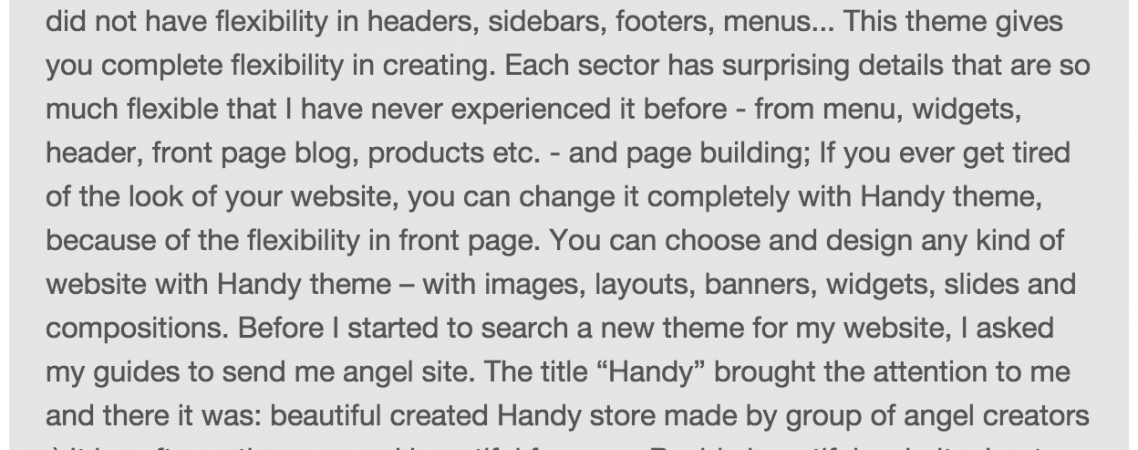 did not have flexibility in headers, sidebars, footers, menus... This theme gives
you complete flexibility in creating. Each sector has surprising details that are so
much flexible that I have never experienced it before - from menu, widgets,
header, front page blog, products etc. - and page building; If you ever get tired
of the look of your website, you can change it completely with Handy theme,
because of the flexibility in front page. You can choose and design any kind of
website with Handy theme – with images, layouts, banners, widgets, slides and
compositions. Before I started to search a new theme for my website, I asked
my guides to send me angel site. The title “Handy” brought the attention to me
and there it was: beautiful created Handy store made by group of angel creators